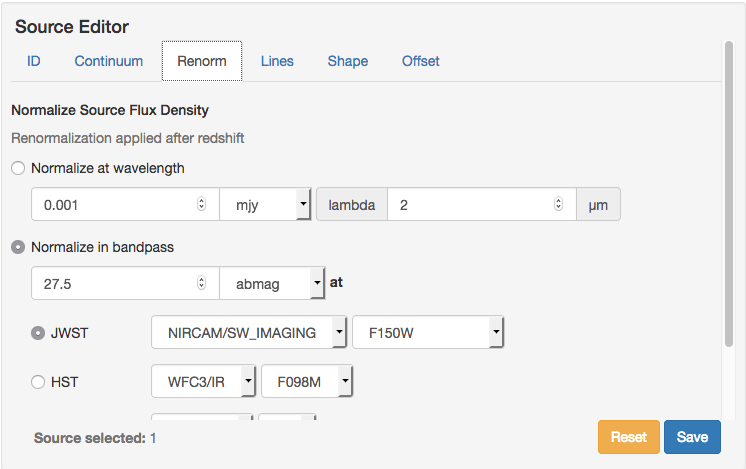 Source Editor
ID Continuum Renorm Lines Shape Offset
Normalize Source Flux Density
Renormalization applied after redshift
Normalize at wavelength
0.001 mjy lambda 2 μm
Normalize in bandpass
27.5 abmag at
JWST NIRCAM/SW_IMAGING F150W
HST WFC3/IR F098M
Source selected: 1 Reset Save